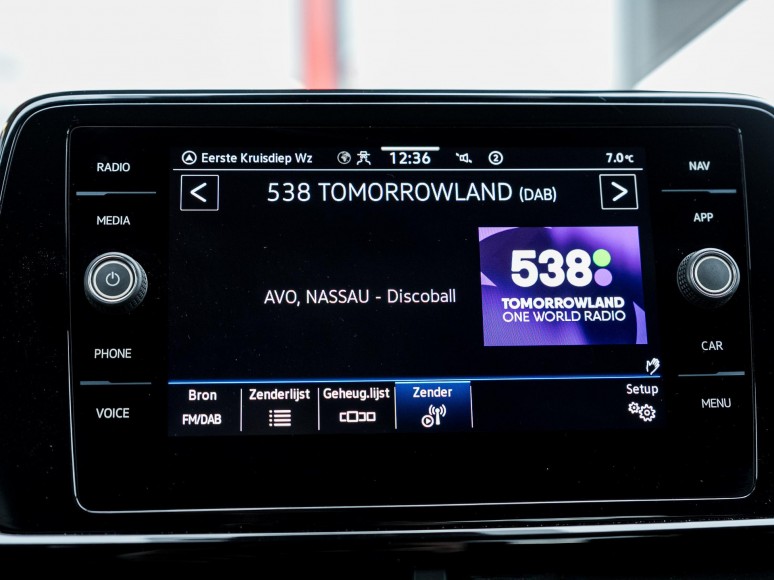 Eerste Kruisdiep Wz 12:36 2 7.0°C
RADIO
MEDIA
PHONE
VOICE
< 538 TOMORROWLAND (DAB) >
AVO, NASSAU - Discoball
538
TOMORROWLAND
ONE WORLD RADIO
Bron Zenderlijst Geheug.lijst Zender Setup
FM/DAB
NAV
APP
CAR
MENU